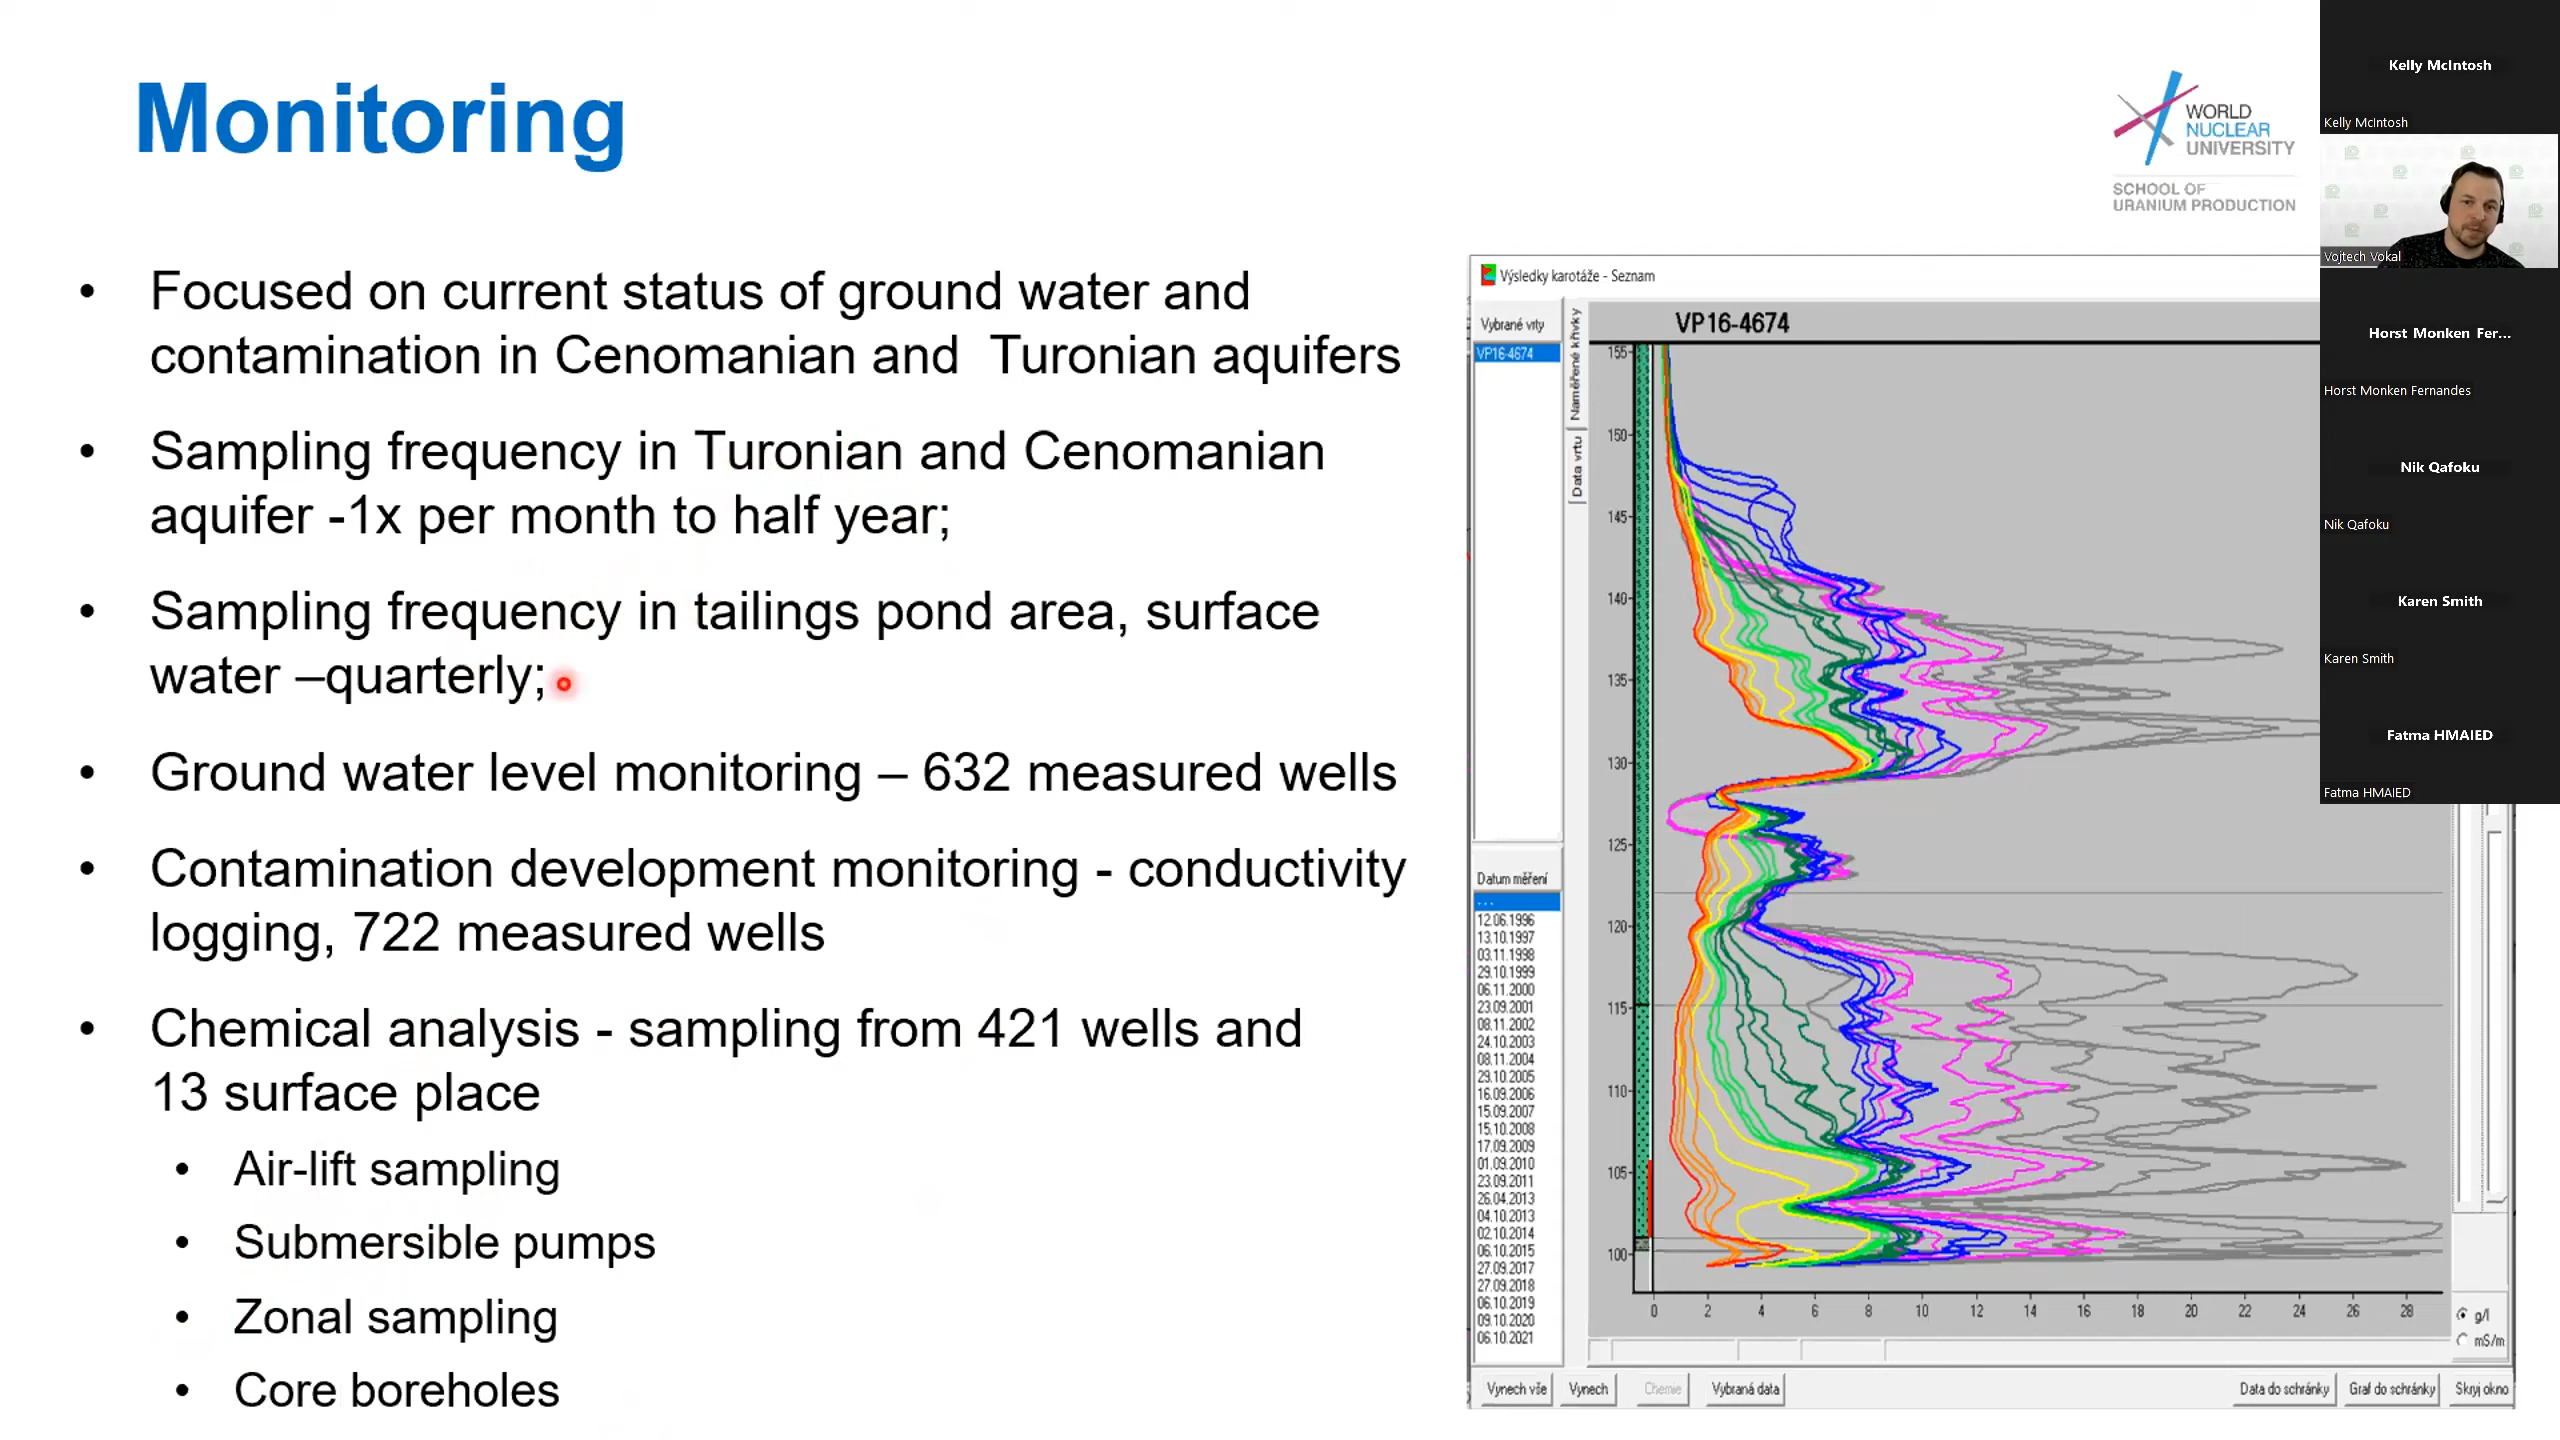 Monitoring
WORLD
NUCLEAR
UNIVERSITY
SCHOOL OF
URANIUM PRODUCTION
• Focused on current status of ground water and
contamination in Cenomanian and  Turonian aquifers
• Sampling frequency in Turonian and Cenomanian
aquifer -1x per month to half year;
• Sampling frequency in tailings pond area, surface
water –quarterly;
• Ground water level monitoring – 632 measured wells
• Contamination development monitoring - conductivity
logging, 722 measured wells
• Chemical analysis - sampling from 421 wells and
13 surface place
• Air-lift sampling
• Submersible pumps
• Zonal sampling
• Core boreholes
Výsledky karotáže - Seznam
Vybrané vrty
VP16-4674
Naměřené křivky
Data vrtu
VP16-4674
155
150
145
140
135
130
125
120
115
110
105
100
0 2 4 6 8 10 12 14 16 18 20 22 24 26 28
Datum měření
...
12.06.1996
13.10.1997
03.11.1998
29.10.1999
06.11.2000
23.09.2001
08.11.2002
24.10.2003
08.11.2004
29.10.2005
16.09.2006
15.09.2007
15.10.2008
17.09.2009
01.09.2010
23.09.2011
26.04.2013
04.10.2013
02.10.2014
06.10.2015
27.09.2017
27.09.2018
06.10.2019
09.10.2020
06.10.2021
g/l
mS/m
Vynech vše
Vynech
Chemie
Vybraná data
Data do schránky
Graf do schránky
Skryj okno
Kelly McIntosh
Kelly McIntosh
Vojtech Vokal
Horst Monken Fer...
Horst Monken Fernandes
Nik Qafoku
Nik Qafoku
Karen Smith
Karen Smith
Fatma HMAIED
Fatma HMAIED